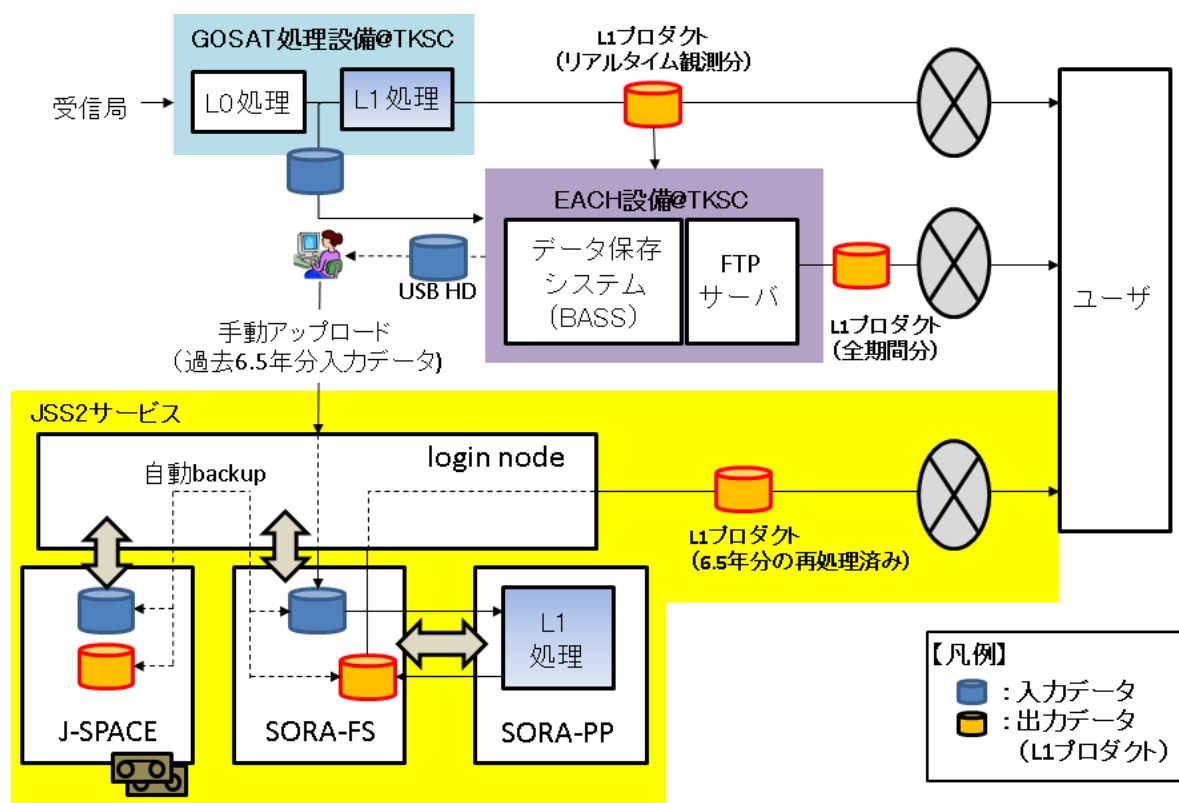 GOSAT処理設備@TKSC
L1プロダクト
（リアルタイム観測分）
受信局
L0処理
L1処理
EACH設備@TKSC
データ保存
システム
（BASS）
FTP
サーバ
USB HD
L1プロダクト
（全期間分）
ユーザ
手動アップロード
（過去6.5年分入力データ）
JSS2サービス
login node
自動backup
L1プロダクト
（6.5年分の再処理済み）
L1
処理
J-SPACE
SORA-FS
SORA-PP
【凡例】
：入力データ
：出力データ
（L1プロダクト）